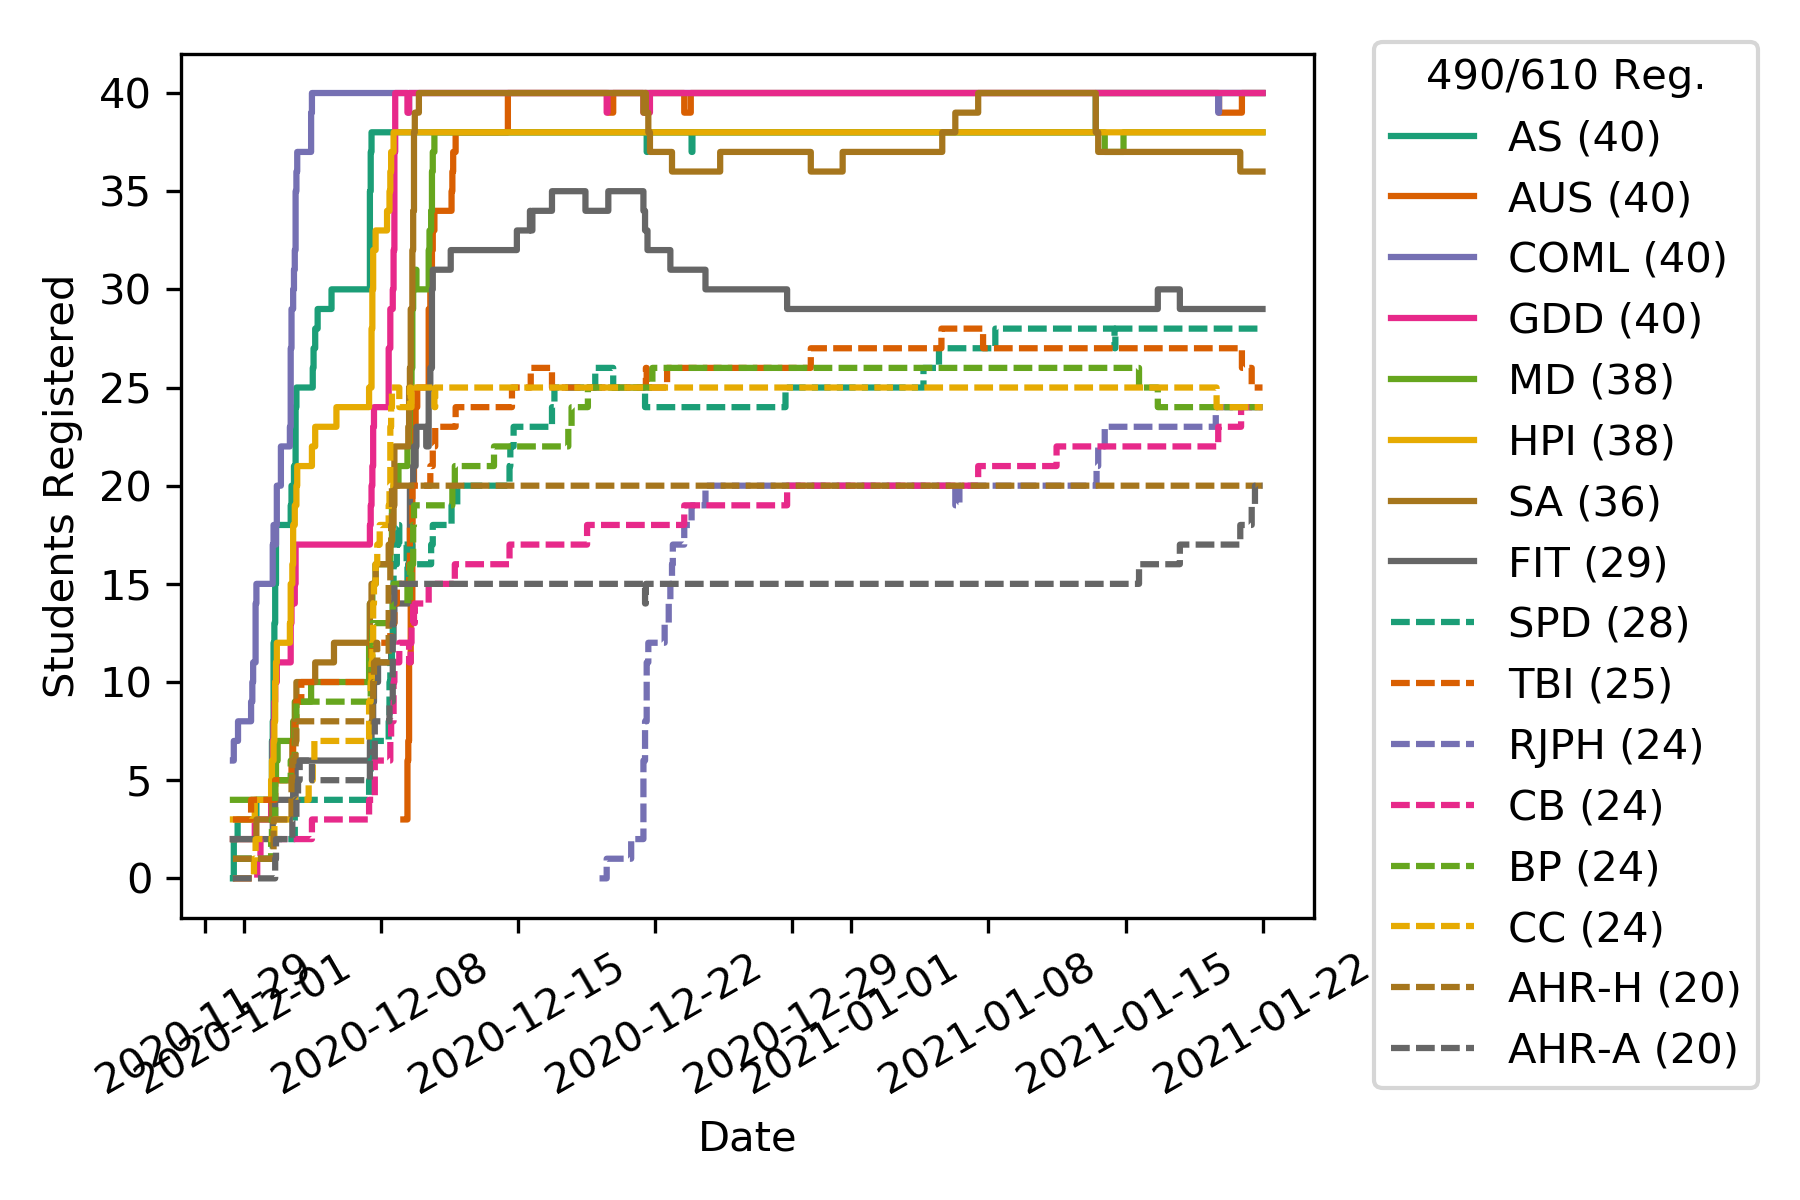 40
35
30
25
20
15
10
5
0
Students Registered
2020-11-29
2020-12-01
2020-12-08
2020-12-15
2020-12-22
2020-12-29
2021-01-01
2021-01-08
2021-01-15
2021-01-22
Date
490/610 Reg.
AS (40)
AUS (40)
COML (40)
GDD (40)
MD (38)
HPI (38)
SA (36)
FIT (29)
SPD (28)
TBI (25)
RJPH (24)
CB (24)
BP (24)
CC (24)
AHR-H (20)
AHR-A (20)